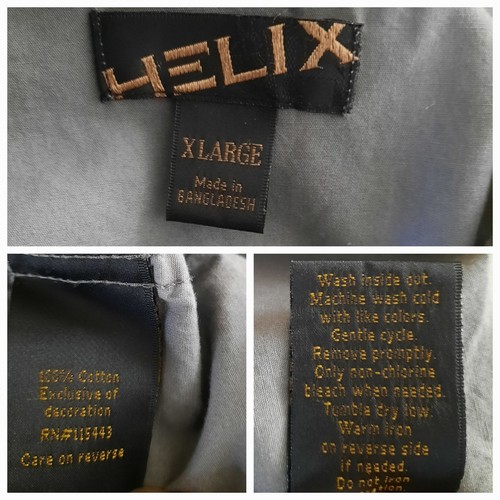 HELIX
X LARGE
Made in
BANGLADESH
100% Cotton
Exclusive of
decoration
RN#115443
Care on reverse
Wash inside out.
Machine wash cold
with like colors.
Gentle cycle.
Remove promptly.
Only non-chlorine
bleach when needed.
Tumble dry low.
Warm iron
on reverse side
if needed.
Do not iron